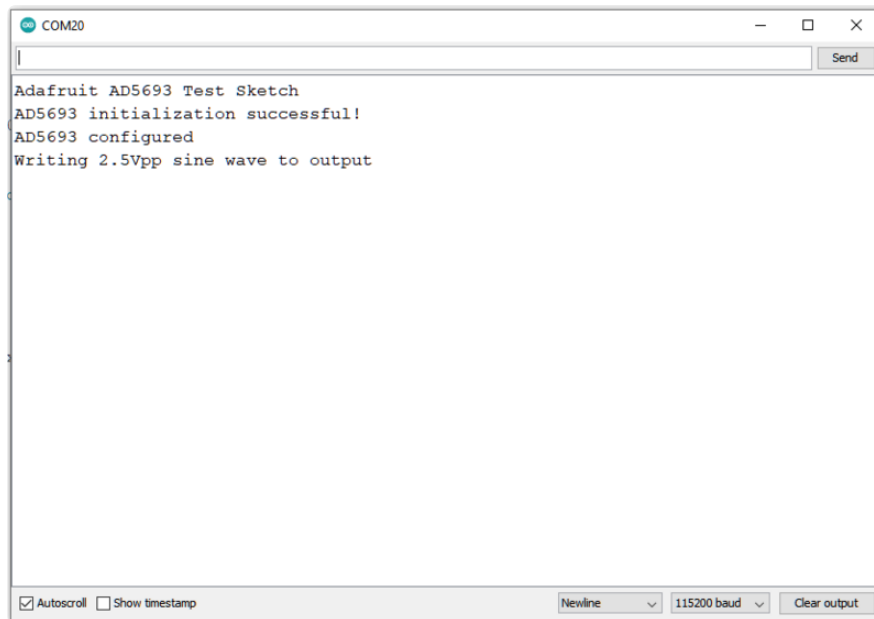 COM20
Send
Adafruit AD5693 Test Sketch
AD5693 initialization successful!
AD5693 configured
Writing 2.5Vpp sine wave to output
Autoscroll Show timestamp Newline 115200 baud Clear output